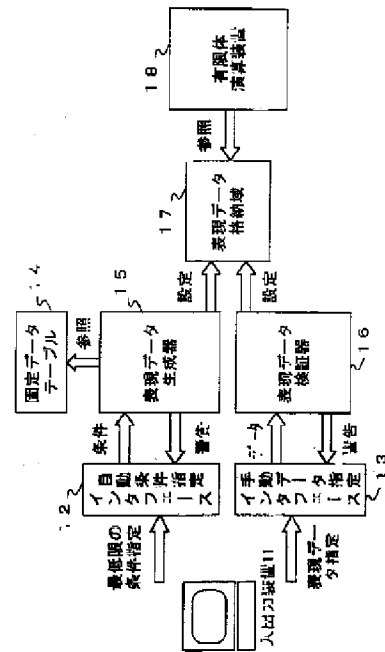 入出力装置11
最低限の
条件指定
表現デー
タ指定
12
自動条件指定
インタフェース
手動データ指定
インタフェース
13
条件
警告
データ
警告
固定データ
テーブル
14
参照
15
表現データ
生成器
表現データ
検証器
16
設定
設定
17
表現データ
格納域
参照
18
有限体
演算装置